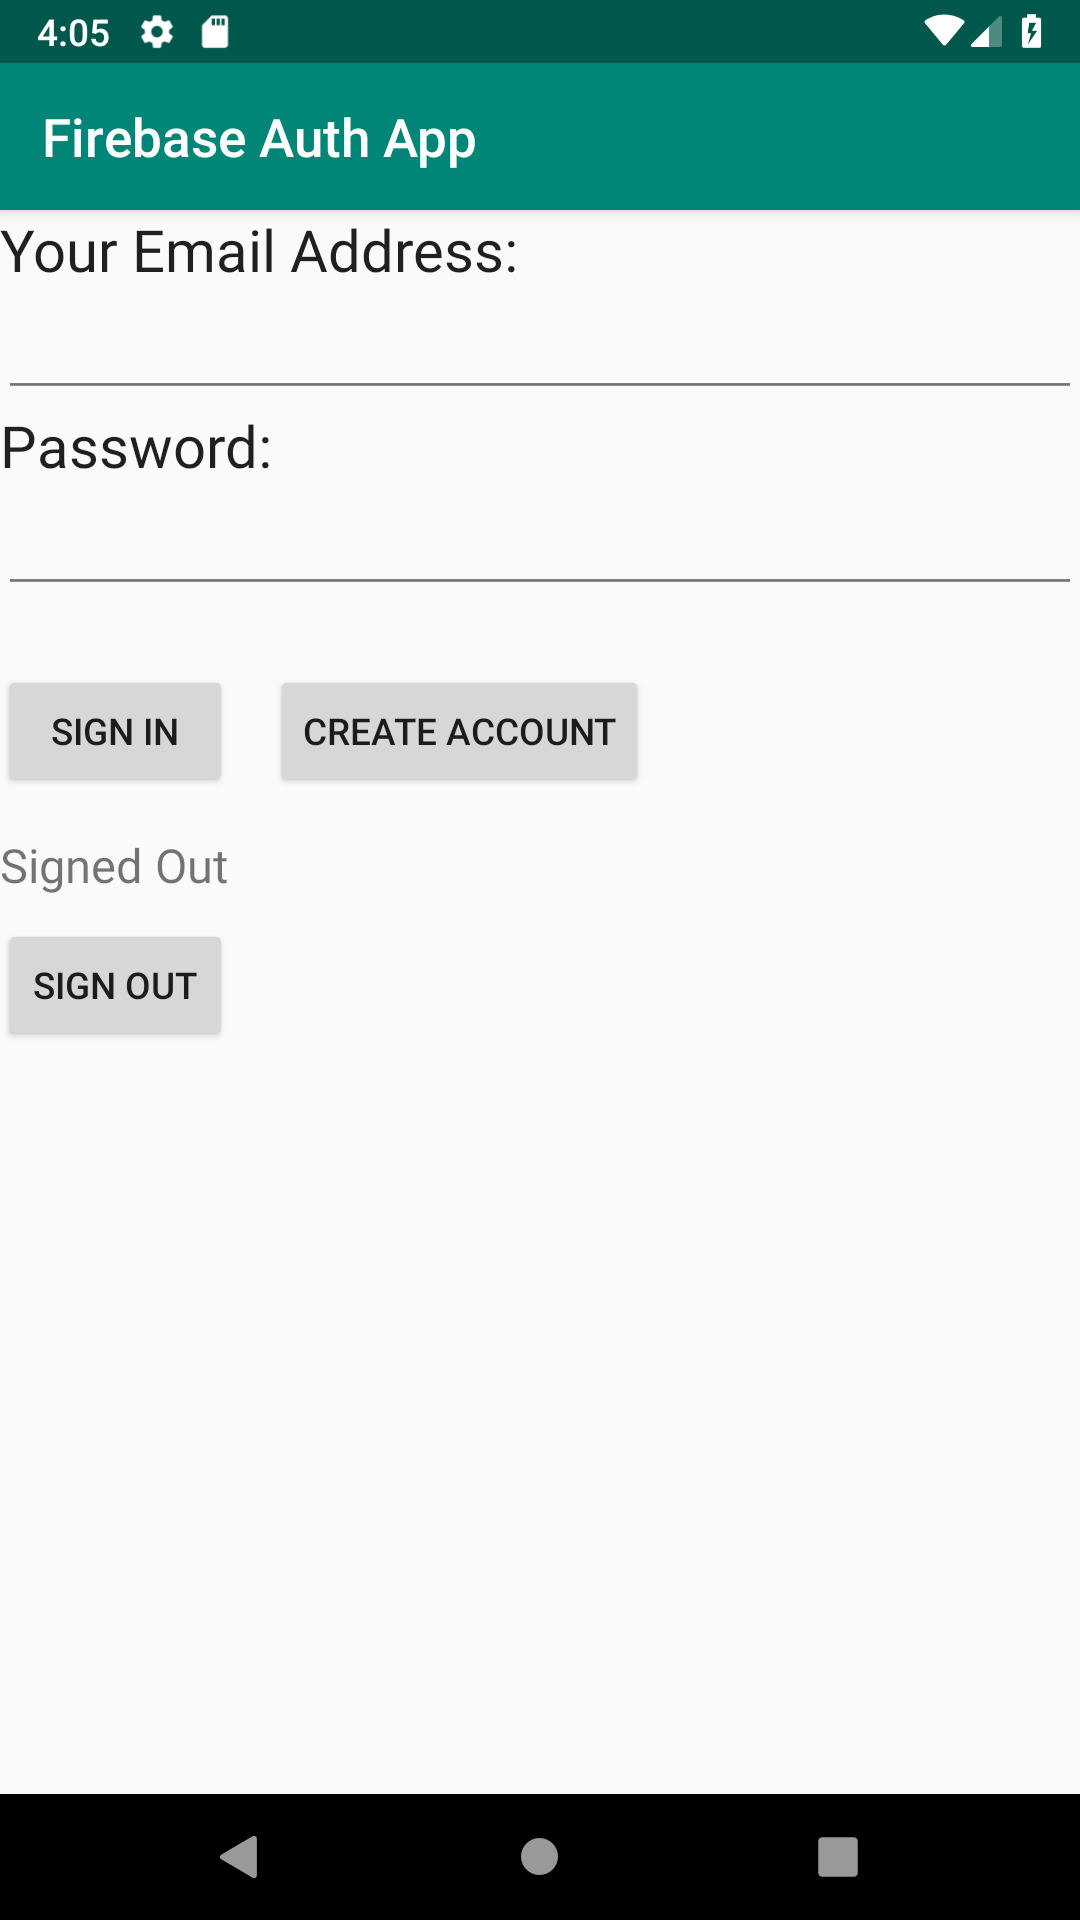 4:05
Firebase Auth App
Your Email Address:
Password:
SIGN IN CREATE ACCOUNT
Signed Out
SIGN OUT